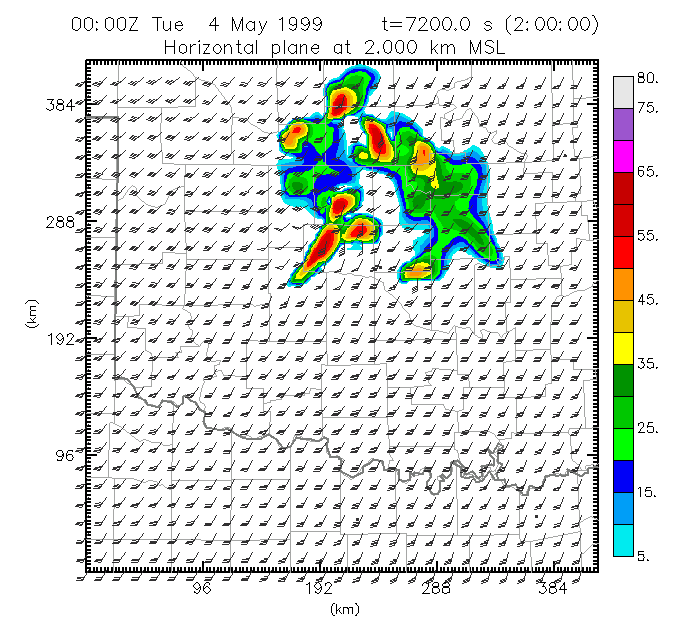 00:00Z Tue 4 May 1999 t=7200.0 s (2:00:00)
Horizontal plane at 2.000 km MSL
384
288
192
96
(km)
96 192 288 384
(km)
80.
75.
65.
55.
45.
35.
25.
15.
5.